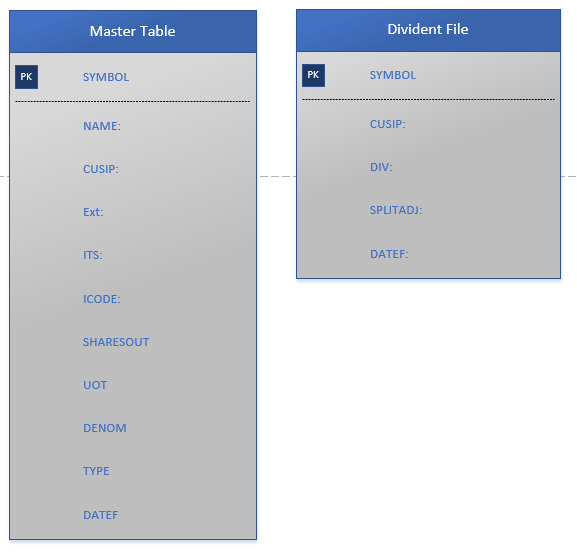 Master Table
PK
SYMBOL
NAME:
CUSIP:
Ext:
ITS:
ICODE:
SHARESOUT
UOT
DENOM
TYPE
DATEF
Divident File
PK
SYMBOL
CUSIP:
DIV:
SPLITADJ:
DATEF: